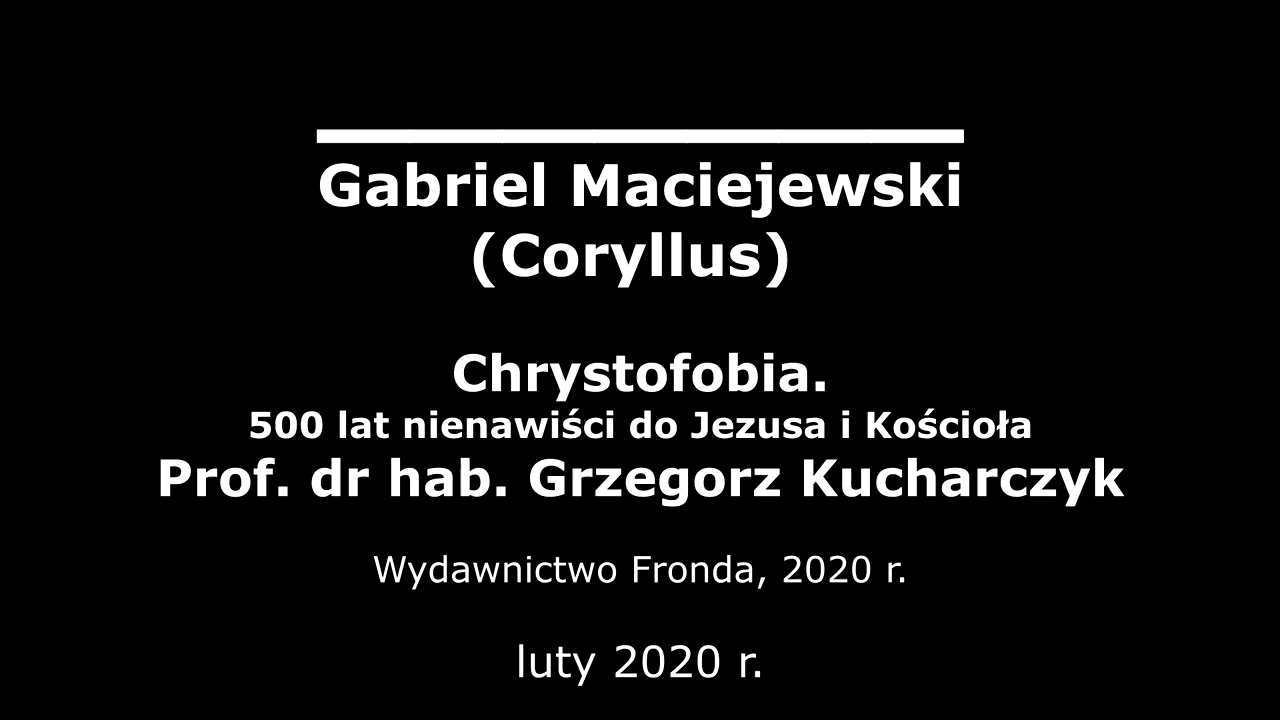 Gabriel Maciejewski
(Coryllus)
Chrystofobia.
500 lat nienawiści do Jezusa i Kościoła
Prof. dr hab. Grzegorz Kucharczyk
Wydawnictwo Fronda, 2020 r.
luty 2020 r.